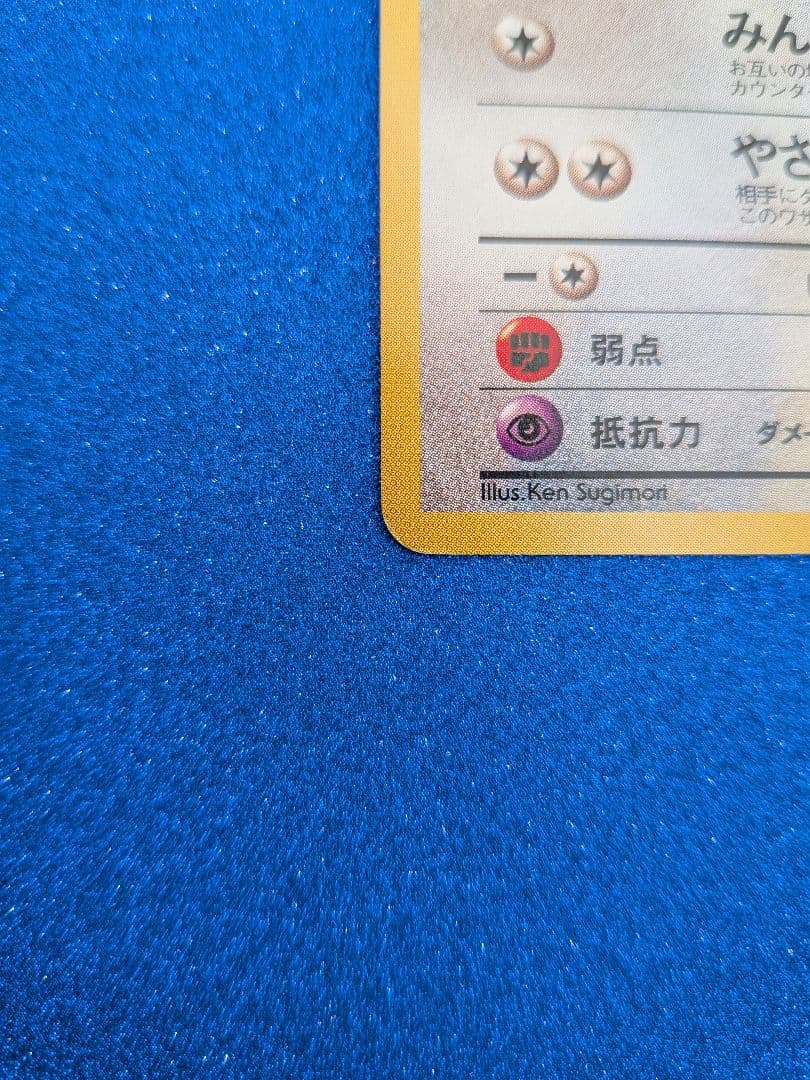 みん
お互いの
カウンタ
やさ
相手に
このワザ
弱点
抵抗力 ダメー
Illus.Ken Sugimori